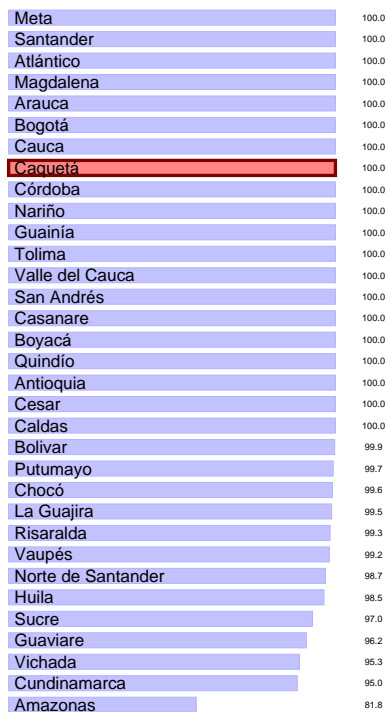 Meta 100.0
Santander 100.0
Atlántico 100.0
Magdalena 100.0
Arauca 100.0
Bogotá 100.0
Cauca 100.0
Caquetá 100.0
Córdoba 100.0
Nariño 100.0
Guainía 100.0
Tolima 100.0
Valle del Cauca 100.0
San Andrés 100.0
Casanare 100.0
Boyacá 100.0
Quindío 100.0
Antioquia 100.0
Cesar 100.0
Caldas 100.0
Bolivar 99.9
Putumayo 99.7
Chocó 99.6
La Guajira 99.5
Risaralda 99.3
Vaupés 99.2
Norte de Santander 98.7
Huila 98.5
Sucre 97.0
Guaviare 96.2
Vichada 95.3
Cundinamarca 95.0
Amazonas 81.8